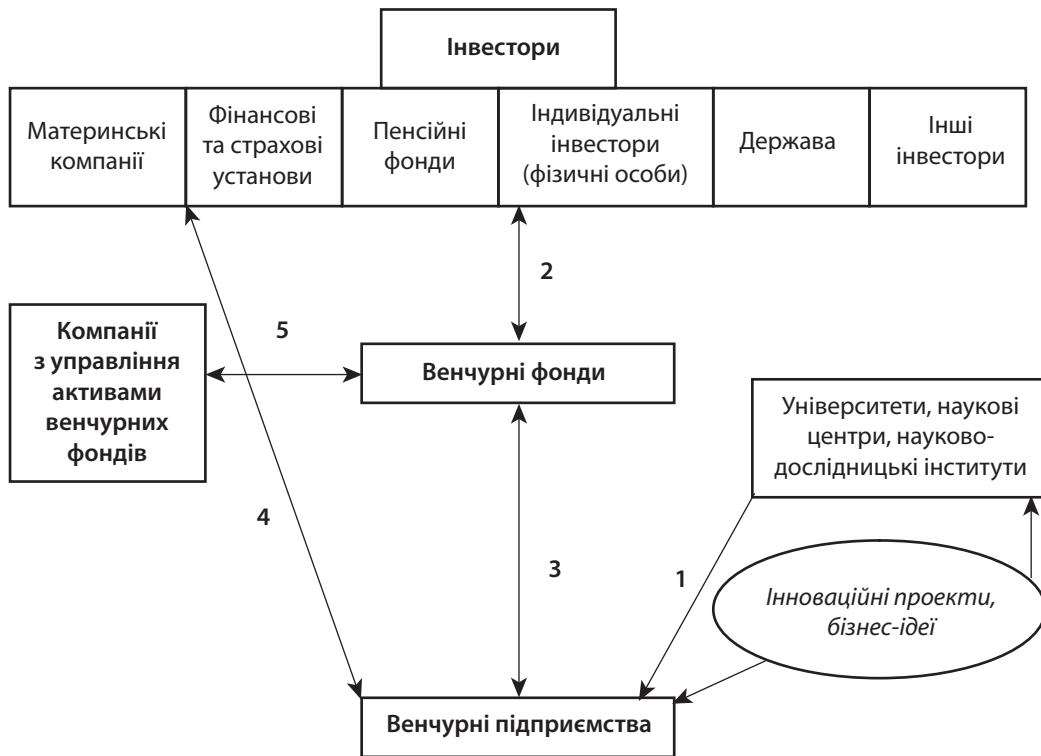 Інвестори
Материнські
компанії
Фінансові
та страхові
установи
Пенсійні
фонди
Індивідуальні
інвестори
(фізичні особи)
Держава
Інші
інвестори
2
Компанії
з управління
активами
венчурних
фондів
5
Венчурні фонди
Університети, наукові
центри, науково-
дослідницькі інститути
4
3
1
Інноваційні проекти,
бізнес-ідеї
Венчурні підприємства